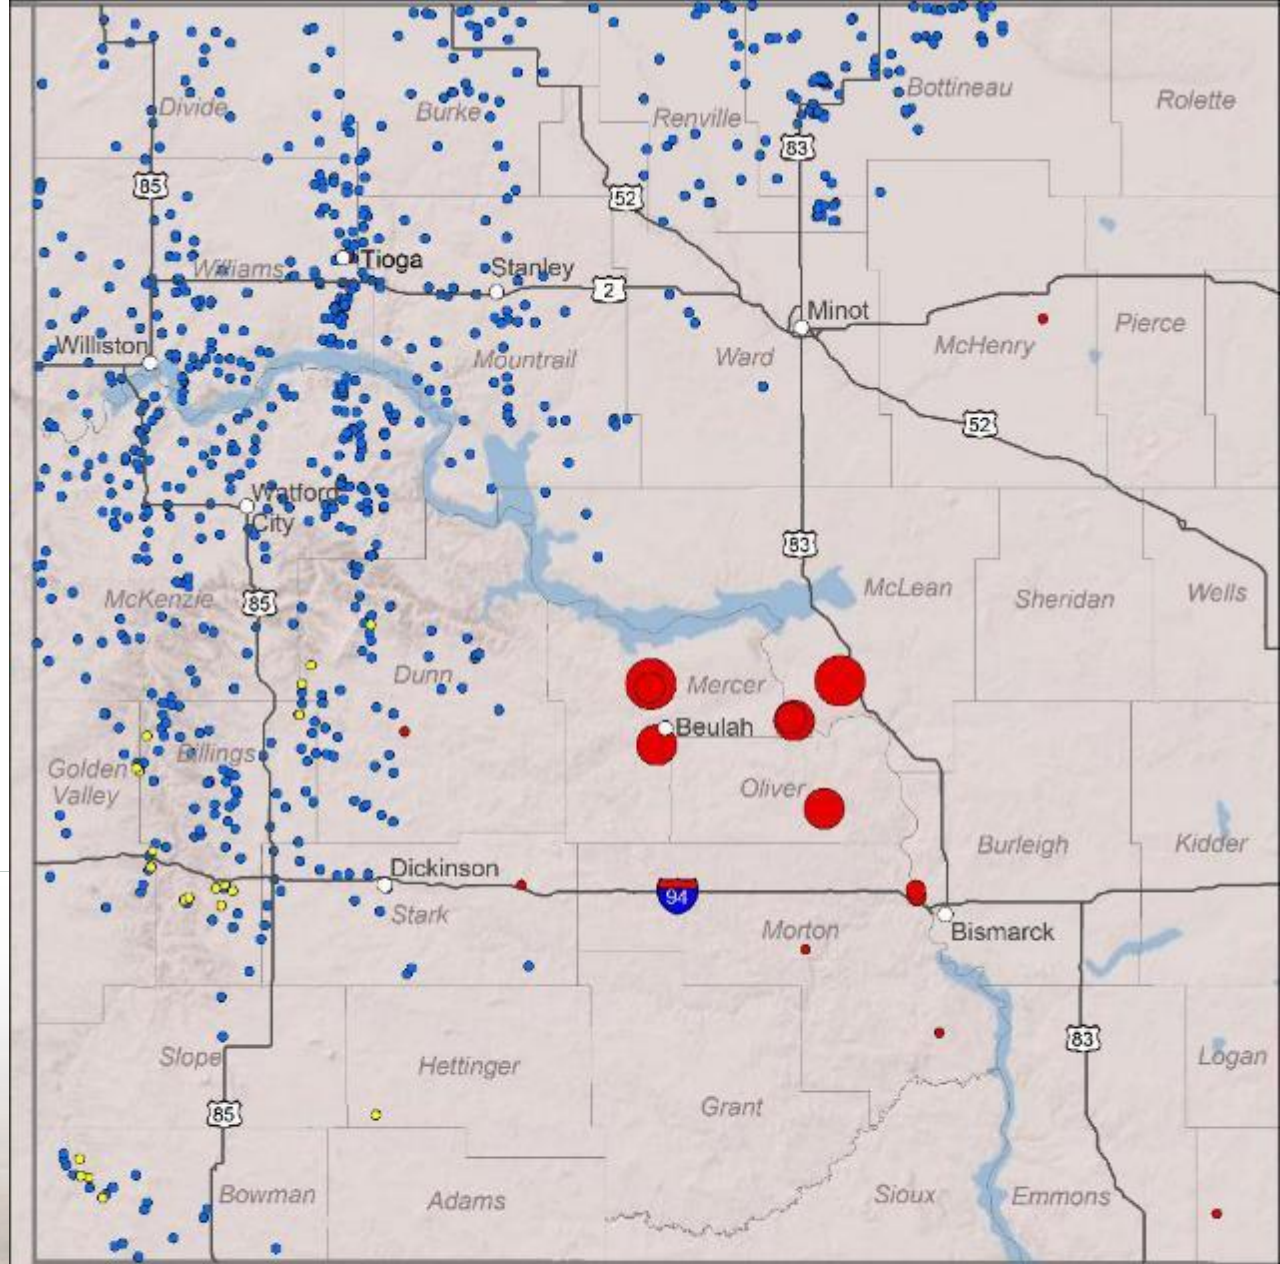 Divide
Burke
Renville
Bottineau
Rolette
83
85
52
Williams
Tioga
Stanley
2
Minot
Pierce
Williston
Mountrail
Ward
McHenry
52
Watford
City
83
McKenzie
85
McLean
Sheridan
Wells
Dunn
Mercer
Beulah
Billings
Golden
Valley
Oliver
Burleigh
Kidder
Dickinson
94
Stark
Morton
Bismarck
Slope
Hettinger
83
Logan
85
Grant
Bowman
Adams
Sioux
Emmons